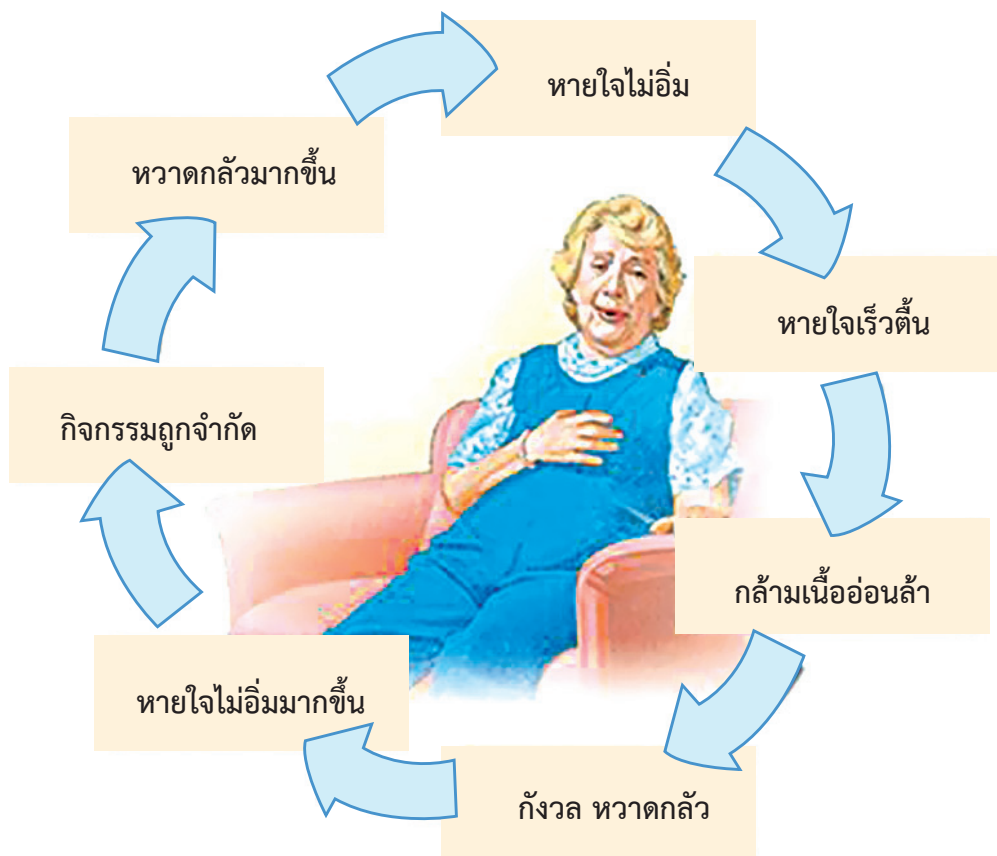 หายใจไม่อิ่ม
หายใจเร็วตื้น
กล้ามเนื้ออ่อนล้า
กังวล หวาดกลัว
หายใจไม่อิ่มมากขึ้น
กิจกรรมถูกจำกัด
หวาดกลัวมากขึ้น